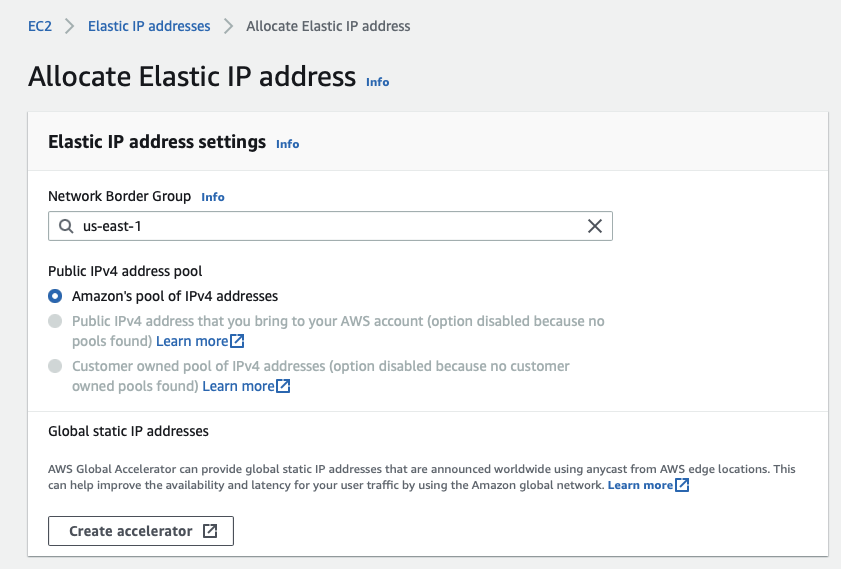 EC2 Elastic IP addresses Allocate Elastic IP address
Allocate Elastic IP address Info
Elastic IP address settings Info
Network Border Group Info
us-east-1
Public IPv4 address pool
Amazon's pool of IPv4 addresses
Public IPv4 address that you bring to your AWS account (option disabled because no
pools found) Learn more
Customer owned pool of IPv4 addresses (option disabled because no customer
owned pools found) Learn more
Global static IP addresses
AWS Global Accelerator can provide global static IP addresses that are announced worldwide using anycast from AWS edge locations. This
can help improve the availability and latency for your user traffic by using the Amazon global network. Learn more
Create accelerator